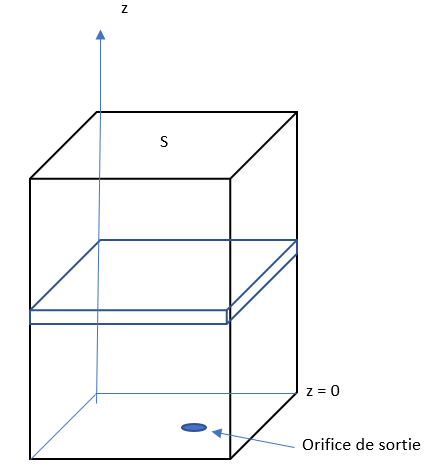 z
S
z = 0
Orifice de sortie